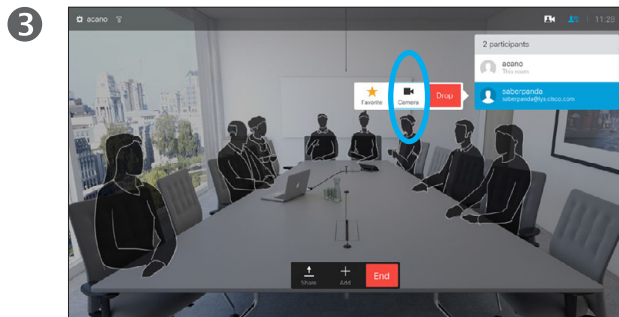 3
acano
11:26
2 participants
acano
This room
saberpanda
saberpanda@lys.cisco.com
Favorite
Camera
Drop
Share
Add
End